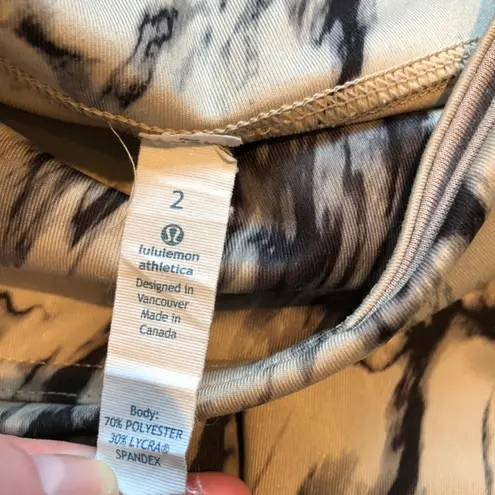 2
lululemon
athletica
Designed in
Vancouver
Made in
Canada
Body:
70% POLYESTER
30% LYCRA®
SPANDEX